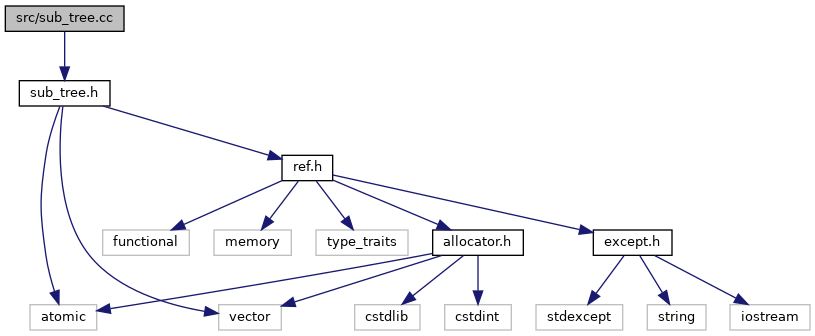 src/sub_tree.cc
sub_tree.h
ref.h
functional
memory
type_traits
allocator.h
except.h
atomic
vector
cstdlib
cstdint
stdexcept
string
iostream